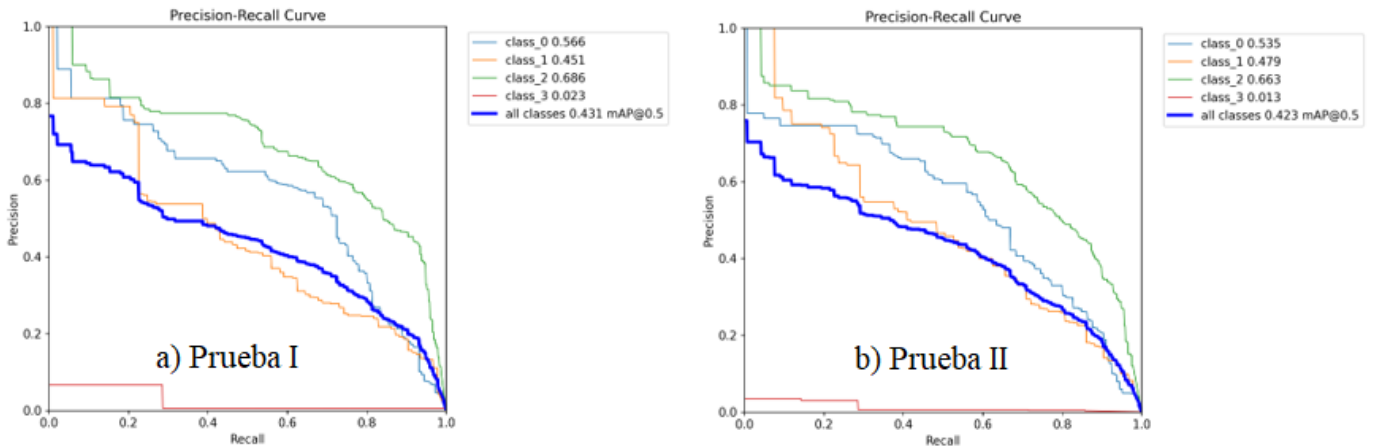 Precision-Recall Curve
1.0
0.8
0.6
0.4
0.2
0.0
Precision
0.0
0.2
0.4
0.6
0.8
1.0
Recall
class_0 0.566
class_1 0.451
class_2 0.686
class_3 0.023
all classes 0.431 mAP@0.5
a) Prueba I
Precision-Recall Curve
1.0
0.8
0.6
0.4
0.2
0.0
Precision
0.0
0.2
0.4
0.6
0.8
1.0
Recall
class_0 0.535
class_1 0.479
class_2 0.663
class_3 0.013
all classes 0.423 mAP@0.5
b) Prueba II